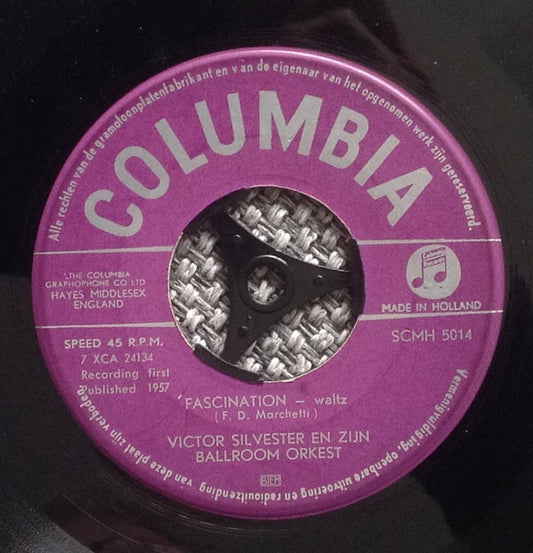 Alle rechten van de gramofoonplatenfabrikant en van de eigenaar van het opgenomen werk zijn gereserveerd.
COLUMBIA
THE COLUMBIA
GRAPHOPHONE CO LTD
HAYES MIDDLESEX
ENGLAND
Columbia
Records
MADE IN HOLLAND
SPEED 45 R.P.M.
7 XCA 24134
Recording first
Published 1957
SCMH 5014
FASCINATION – waltz
( F. D. Marchetti )
VICTOR SILVESTER EN ZIJN
BALLROOM ORKEST
BIEM
Vermenigvuldiging, openbare uitvoering en radiouitzending van deze plaat zijn verboden